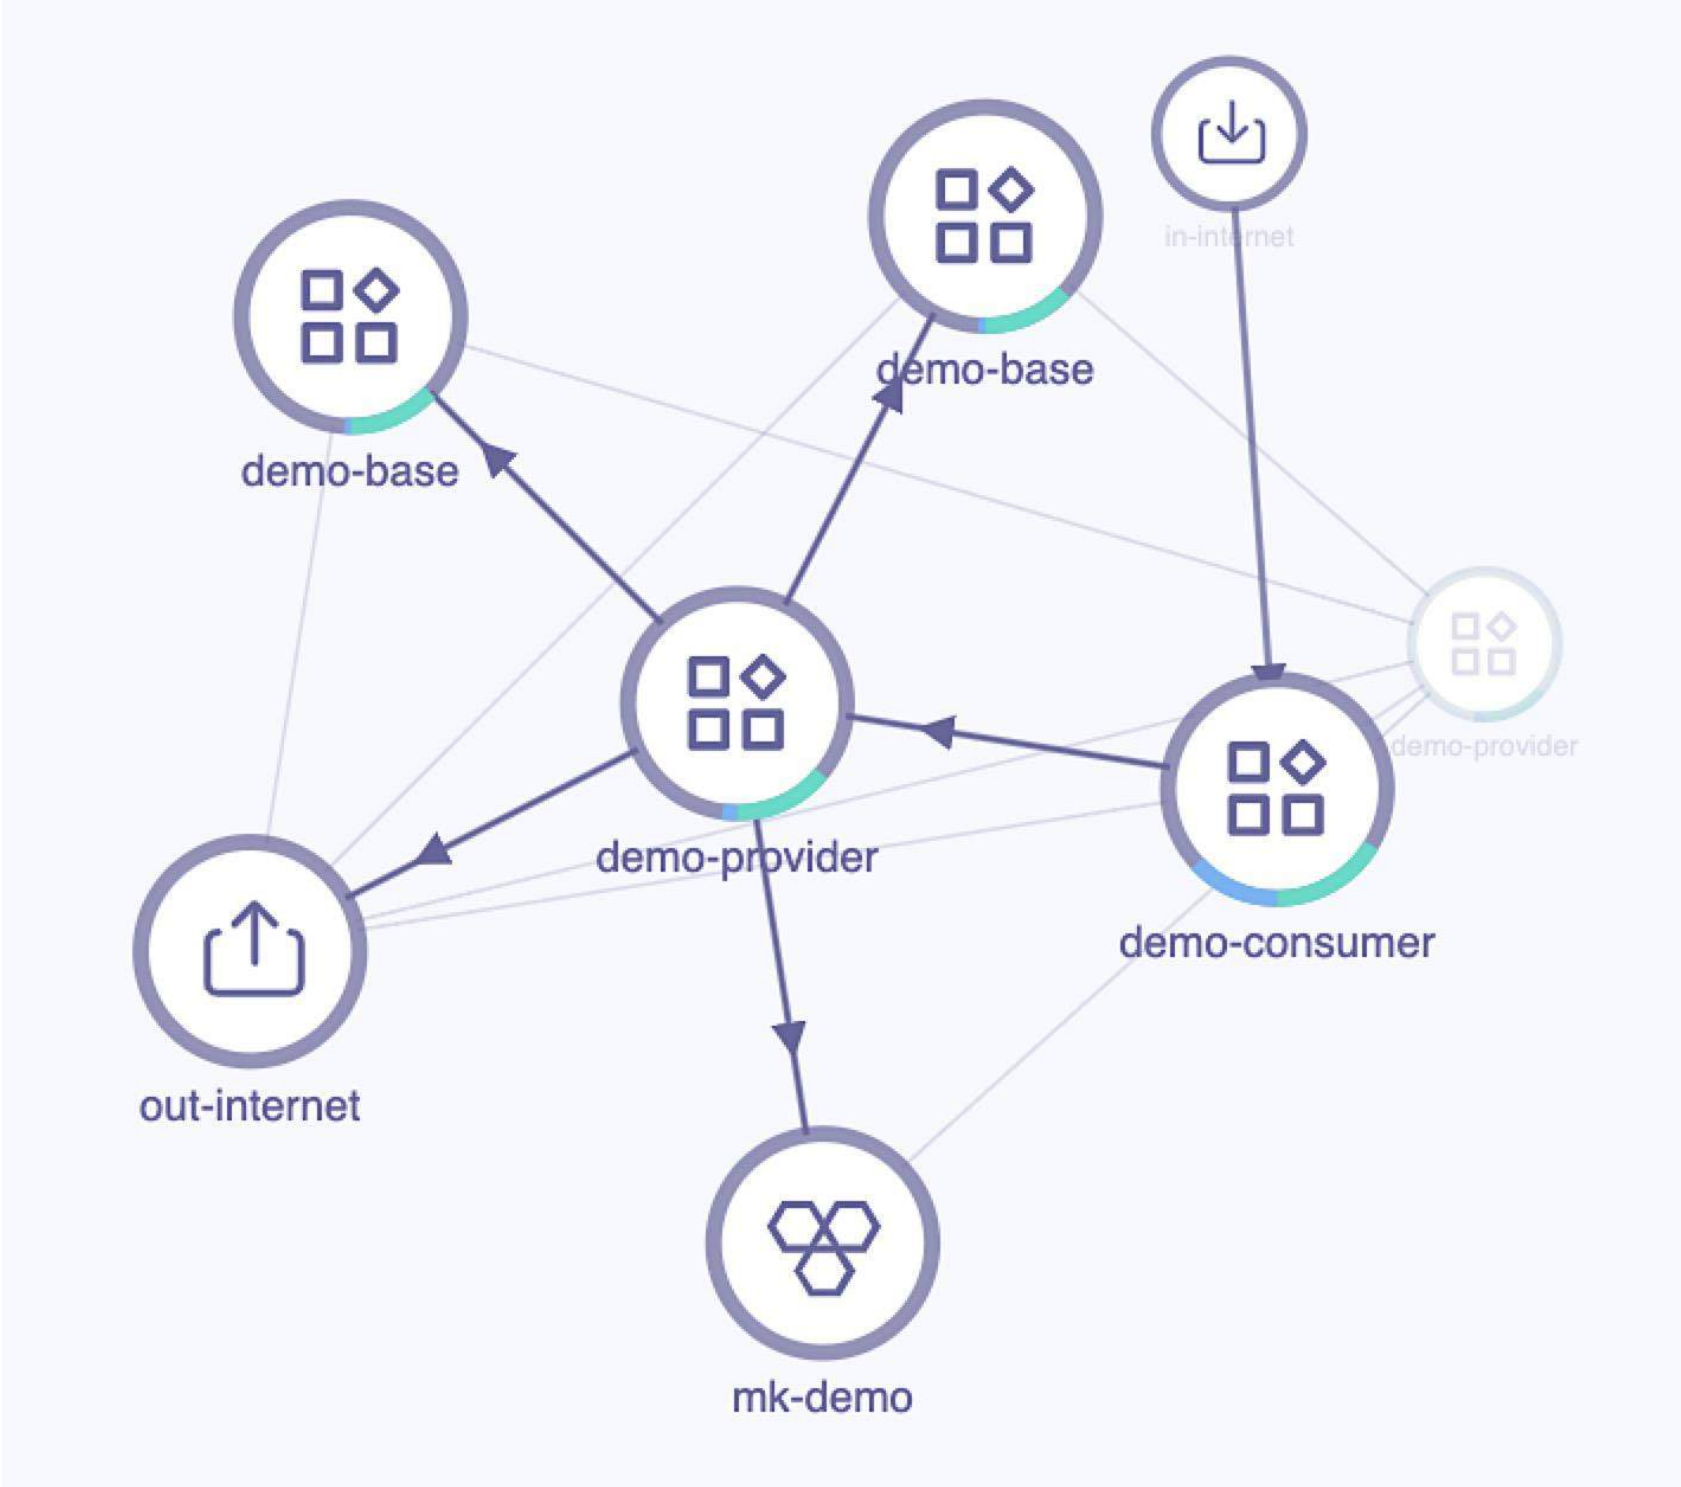 in-internet
demo-base
demo-base
demo-provider
demo-provider
demo-consumer
out-internet
mk-demo